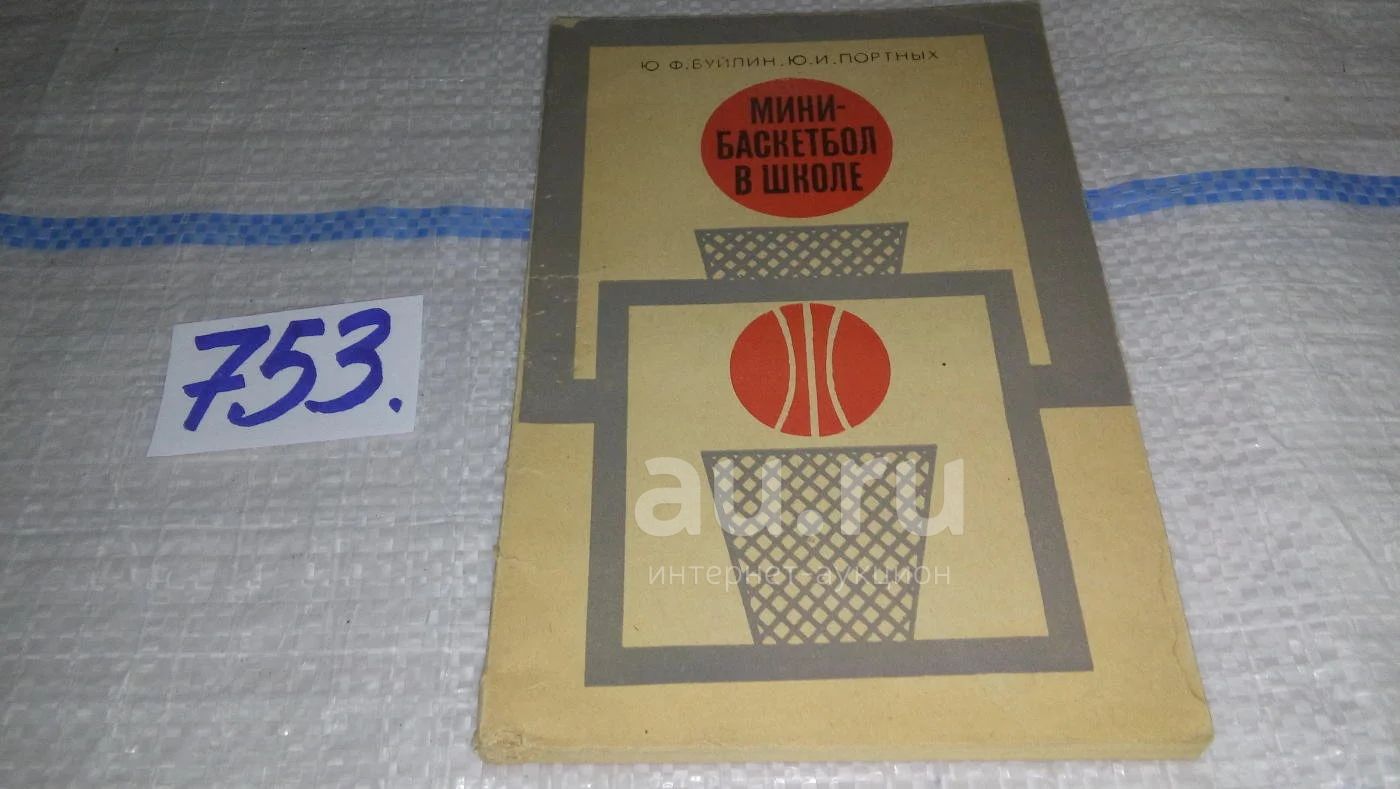 Ю.Ф.БУЙЛИН.Ю.И.ПОРТНЫХ
МИНИ-
БАСКЕТБОЛ
В ШКОЛЕ
753.
au.ru
интернет-аукцион